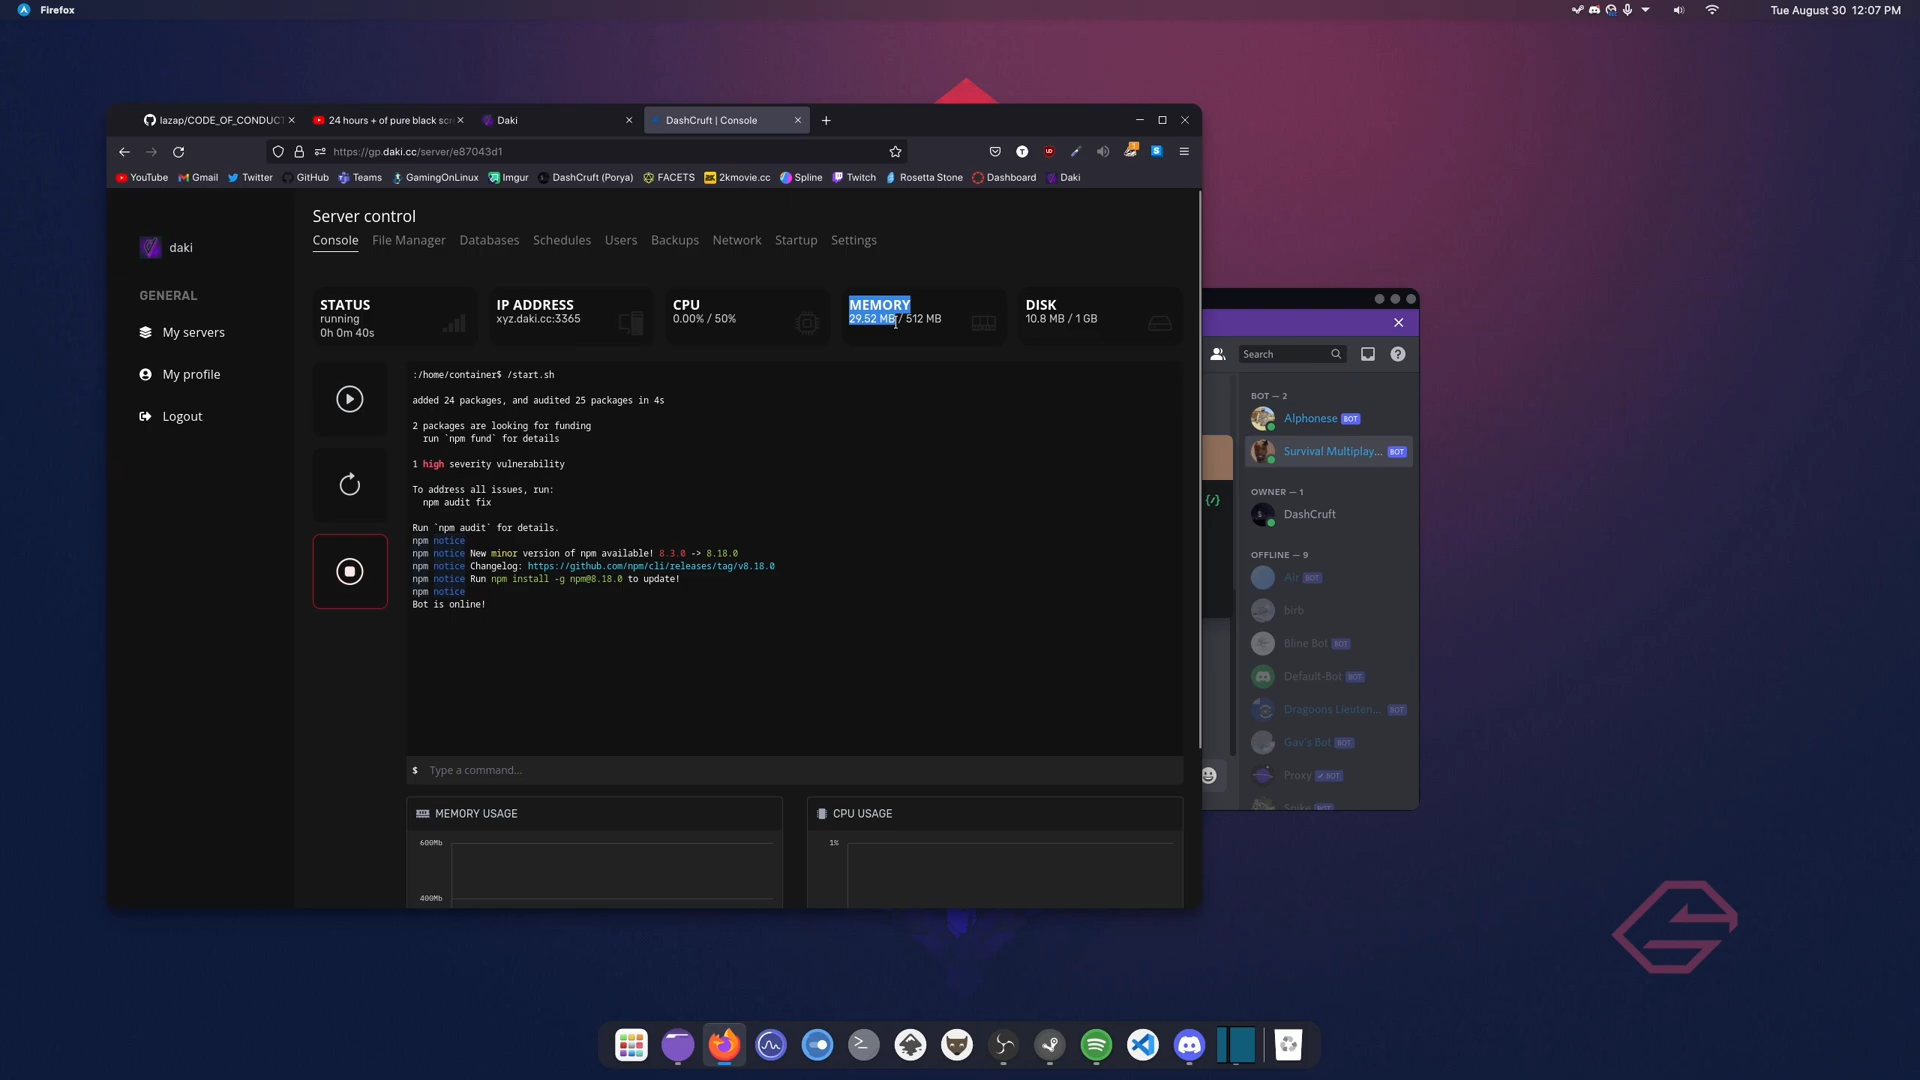 Firefox
Tue August 30 12:07 PM
lazap/CODE_OF_CONDUCT
24 hours + of pure black scr
Daki
DashCruft | Console
https://gp.daki.cc/server/e87043d1
YouTube
Gmail
Twitter
GitHub
Teams
GamingOnLinux
Imgur
DashCruft (Porya)
FACETS
2kmovie.cc
Spline
Twitch
Rosetta Stone
Dashboard
Daki
daki
GENERAL
My servers
My profile
Logout
Server control
Console
File Manager
Databases
Schedules
Users
Backups
Network
Startup
Settings
STATUS
running
0h 0m 40s
IP ADDRESS
xyz.daki.cc:3365
CPU
0.00% / 50%
MEMORY
29.52 MB / 512 MB
DISK
10.8 MB / 1 GB
:/home/container$ /start.sh
added 24 packages, and audited 25 packages in 4s
2 packages are looking for funding
run `npm fund` for details
1 high severity vulnerability
To address all issues, run:
npm audit fix
Run `npm audit` for details.
npm notice
npm notice New minor version of npm available! 8.3.0 -> 8.18.0
npm notice Changelog: https://github.com/npm/cli/releases/tag/v8.18.0
npm notice Run npm install -g npm@8.18.0 to update!
npm notice
Bot is online!
$ Type a command...
MEMORY USAGE
600Mb
400Mb
CPU USAGE
1%
Search
BOT — 2
Alphonese BOT
Survival Multiplay... BOT
OWNER — 1
DashCruft
OFFLINE — 9
Air BOT
birb
Bline Bot BOT
Default-Bot BOT
Dragoons Lieuten... BOT
Gav's Bot BOT
Proxy BOT
Spike BOT